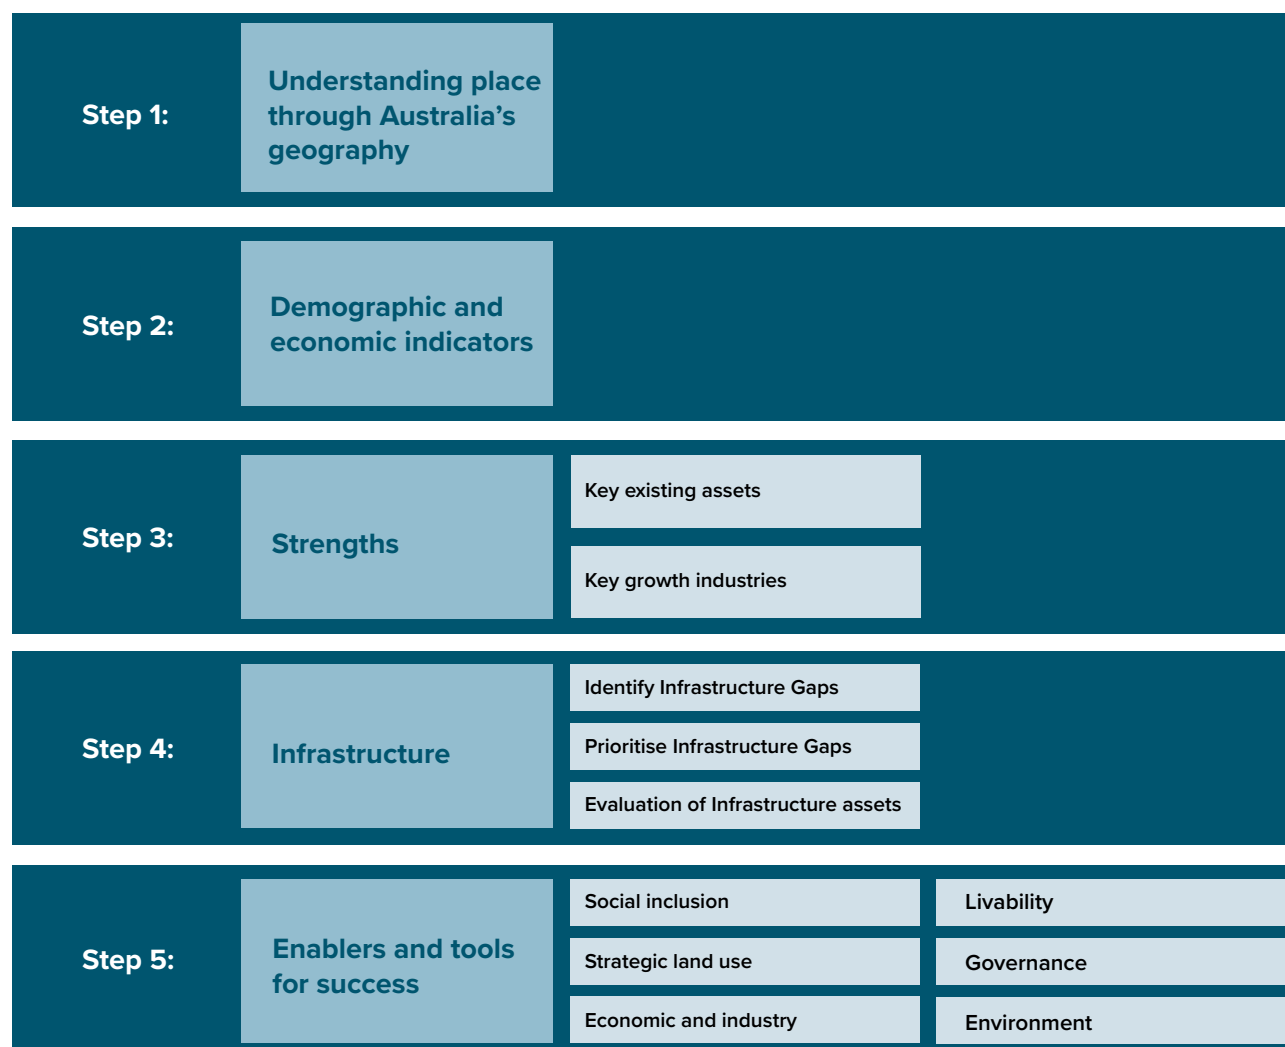 Step 1:
Understanding place
through Australia’s
geography
Step 2:
Demographic and
economic indicators
Step 3:
Strengths
Key existing assets
Key growth industries
Step 4:
Infrastructure
Identify Infrastructure Gaps
Prioritise Infrastructure Gaps
Evaluation of Infrastructure assets
Step 5:
Enablers and tools
for success
Social inclusion
Strategic land use
Economic and industry
Livability
Governance
Environment